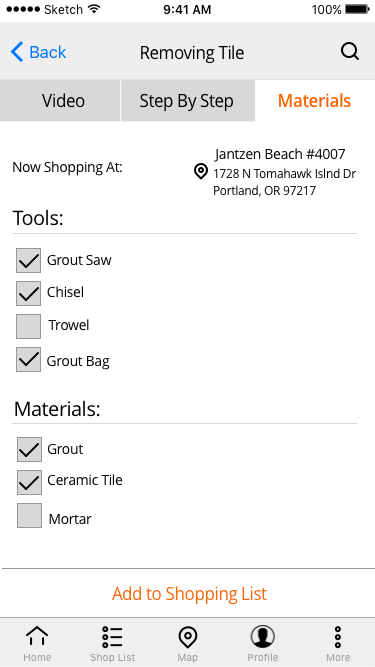 Sketch 9:41 AM 100%
Back Removing Tile
Video Step By Step Materials
Now Shopping At:
Jantzen Beach #4007
1728 N Tomahawk Islnd Dr
Portland, OR 97217
Tools:
Grout Saw
Chisel
Trowel
Grout Bag
Materials:
Grout
Ceramic Tile
Mortar
Add to Shopping List
Home Shop List Map Profile More